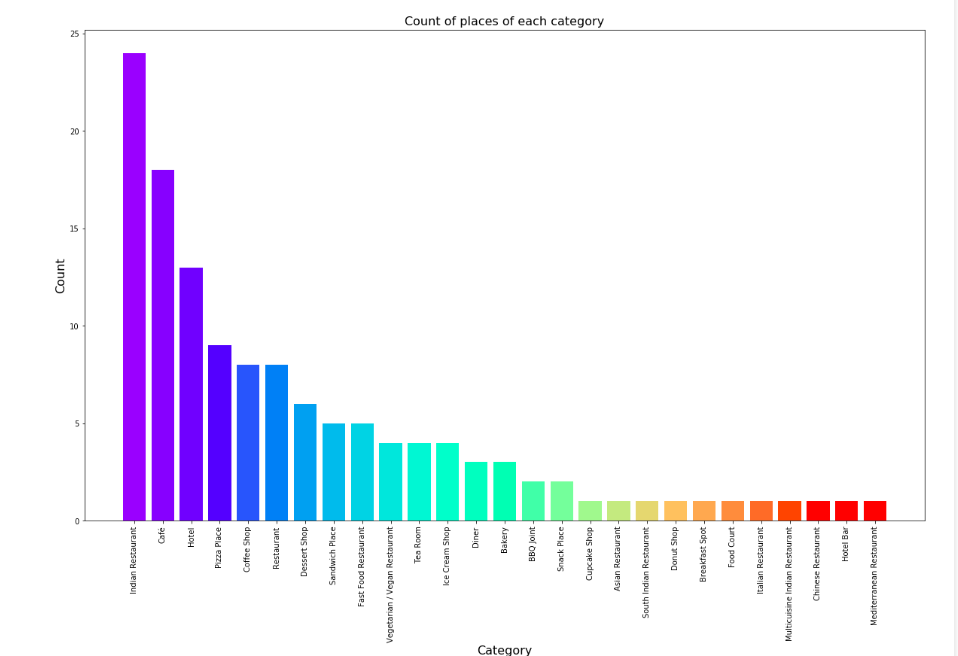 Count of places of each category
25
20
15
10
5
0
Count
Indian Restaurant
Café
Hotel
Pizza Place
Coffee Shop
Restaurant
Dessert Shop
Sandwich Place
Fast Food Restaurant
Vegetarian / Vegan Restaurant
Tea Room
Ice Cream Shop
Diner
Bakery
BBQ Joint
Snack Place
Cupcake Shop
Asian Restaurant
South Indian Restaurant
Donut Shop
Breakfast Spot
Food Court
Italian Restaurant
Multicuisine Indian Restaurant
Chinese Restaurant
Hotel Bar
Mediterranean Restaurant
Category